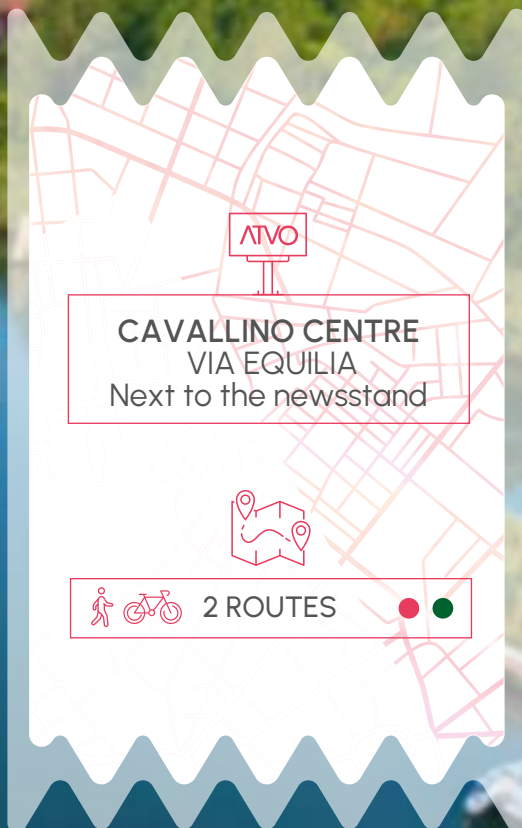 ATVO
CAVALLINO CENTRE
VIA EQUILIA
Next to the newsstand
2 ROUTES